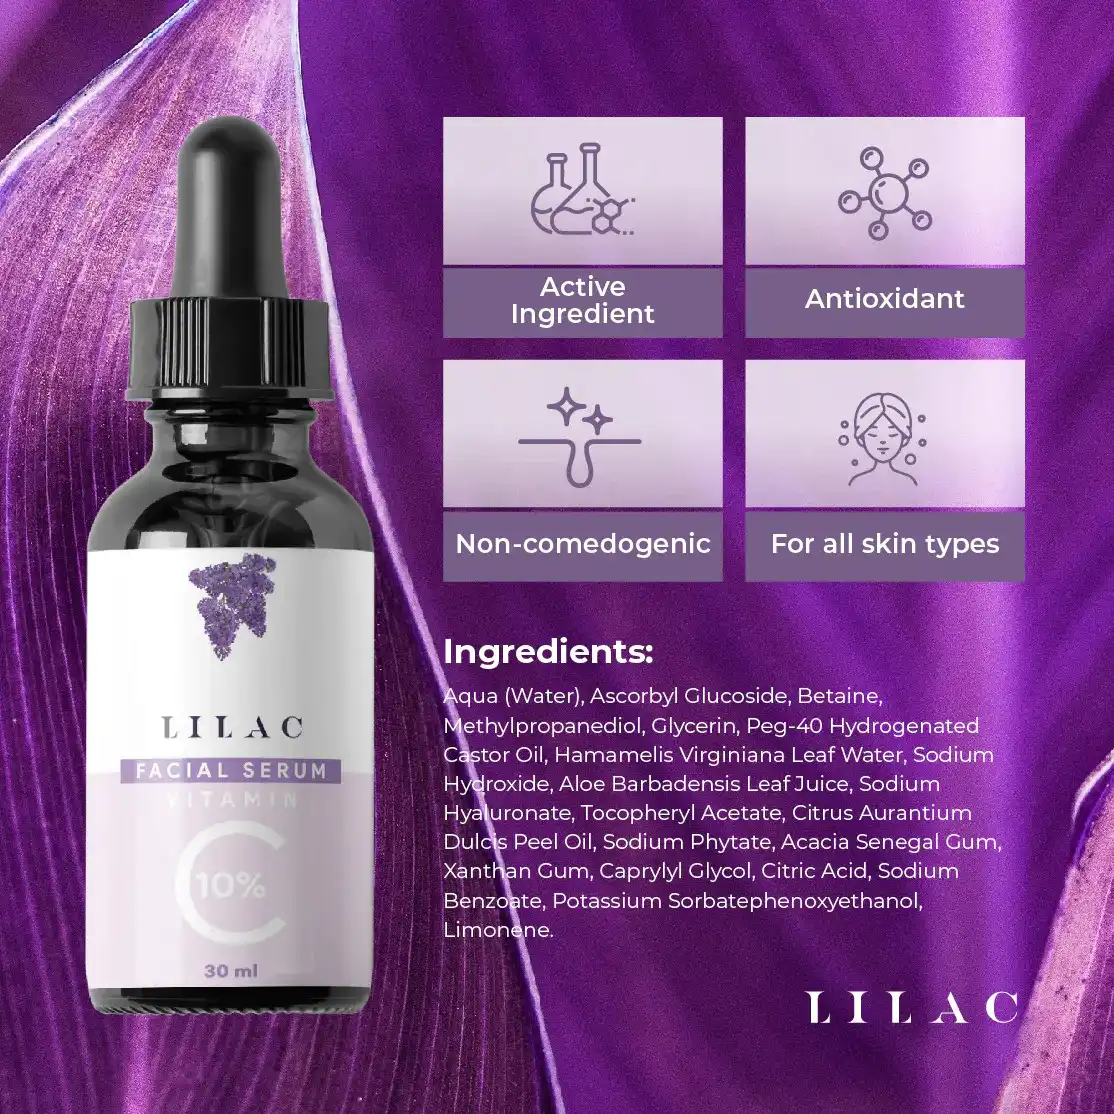 LILAC
FACIAL SERUM
VITAMIN
C
10%
30 ml
Active
Ingredient
Antioxidant
Non-comedogenic
For all skin types
Ingredients:
Aqua (Water), Ascorbyl Glucoside, Betaine,
Methylpropanediol, Glycerin, Peg-40 Hydrogenated
Castor Oil, Hamamelis Virginiana Leaf Water, Sodium
Hydroxide, Aloe Barbadensis Leaf Juice, Sodium
Hyaluronate, Tocopheryl Acetate, Citrus Aurantium
Dulcis Peel Oil, Sodium Phytate, Acacia Senegal Gum,
Xanthan Gum, Caprylyl Glycol, Citric Acid, Sodium
Benzoate, Potassium Sorbatephenoxyethanol,
Limonene.
LILAC